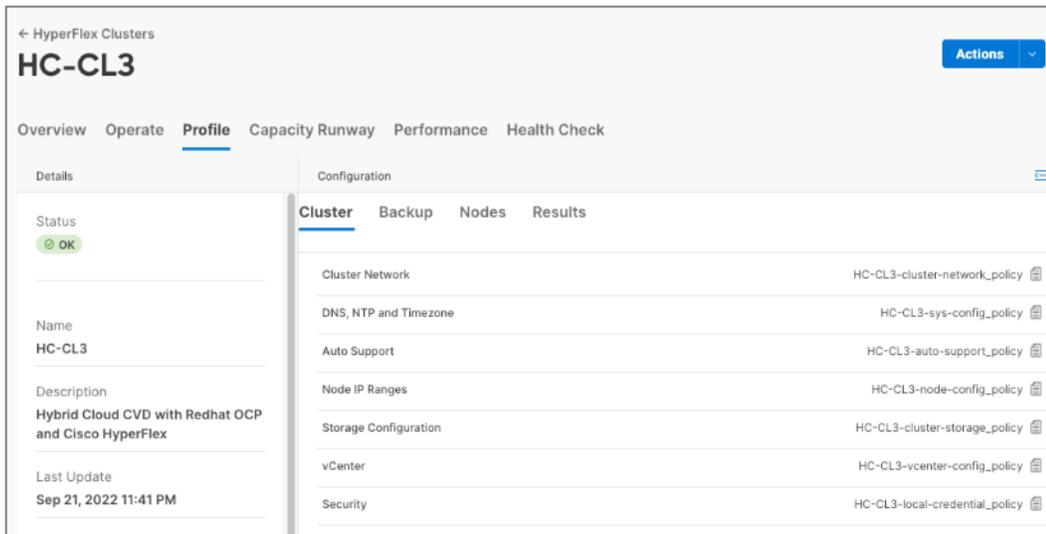 ← HyperFlex Clusters
HC-CL3
Actions
Overview Operate Profile Capacity Runway Performance Health Check
Details
Configuration
Status
OK
Name
HC-CL3
Description
Hybrid Cloud CVD with Redhat OCP
and Cisco HyperFlex
Last Update
Sep 21, 2022 11:41 PM
Cluster Backup Nodes Results
Cluster Network HC-CL3-cluster-network_policy
DNS, NTP and Timezone HC-CL3-sys-config_policy
Auto Support HC-CL3-auto-support_policy
Node IP Ranges HC-CL3-node-config_policy
Storage Configuration HC-CL3-cluster-storage_policy
vCenter HC-CL3-vcenter-config_policy
Security HC-CL3-local-credential_policy